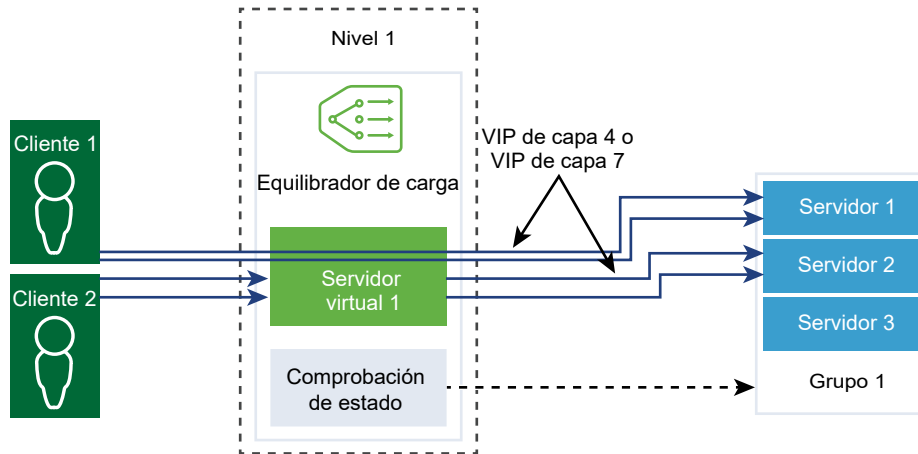 Nivel 1
Cliente 1
Equilibrador de carga
VIP de capa 4 o
VIP de capa 7
Servidor 1
Servidor
virtual 1
Servidor 2
Cliente 2
Servidor 3
Comprobación
de estado
Grupo 1